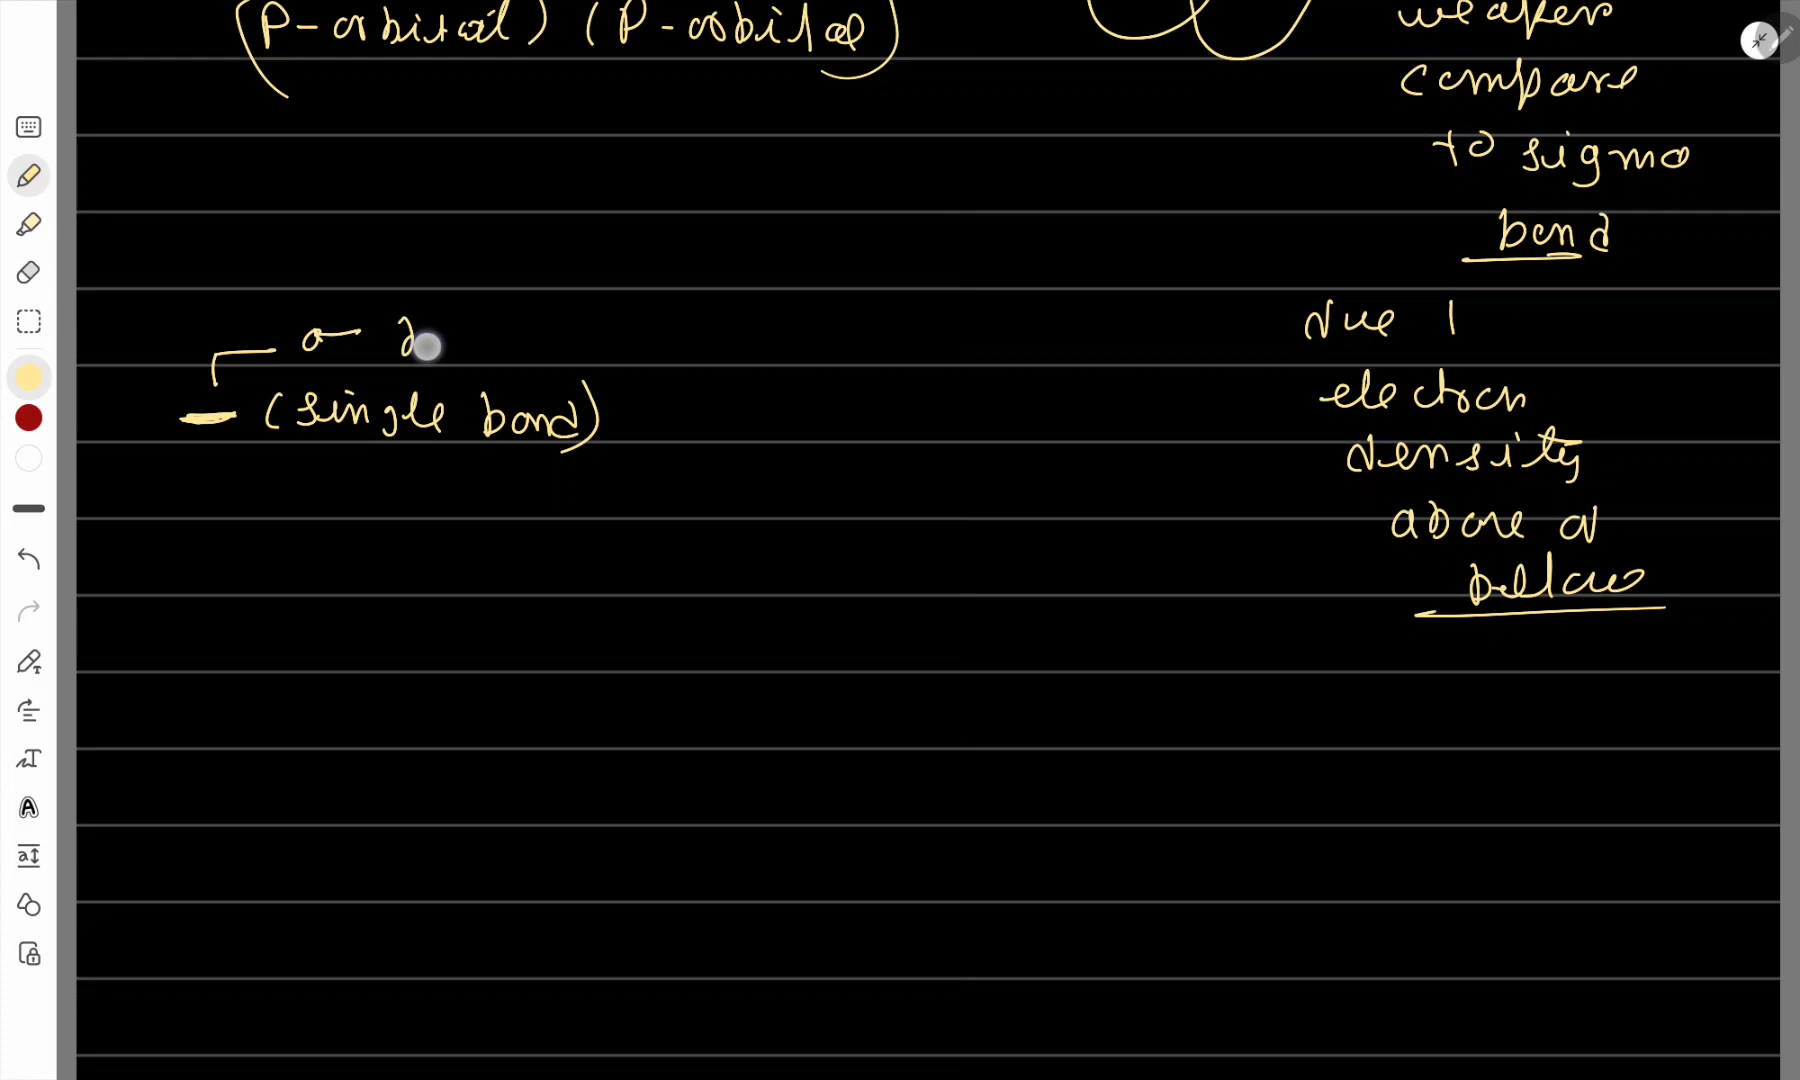 (P-orbital) (P-orbital)
weaker
compare
to sigma
bond
due
electron
density
above or
bellow
σ-
- (single bond)